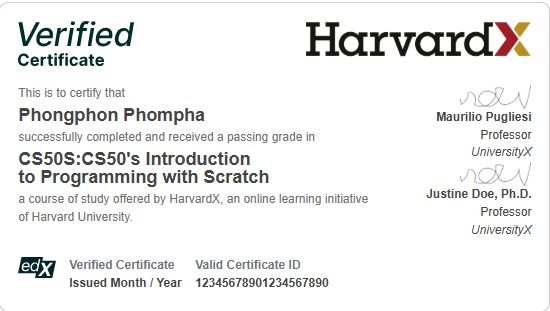 Verified
Certificate
HarvardX
This is to certify that
Phongphon Phompha
successfully completed and received a passing grade in
CS50S:CS50's Introduction
to Programming with Scratch
a course of study offered by HarvardX, an online learning initiative
of Harvard University.
Maurilio Pugliesi
Professor
UniversityX
Justine Doe, Ph.D.
Professor
UniversityX
edX
Verified Certificate
Issued Month / Year
Valid Certificate ID
12345678901234567890